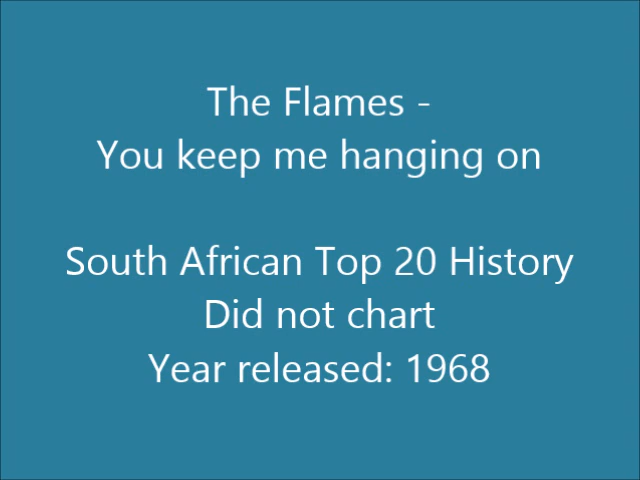 The Flames -
You keep me hanging on
South African Top 20 History
Did not chart
Year released: 1968